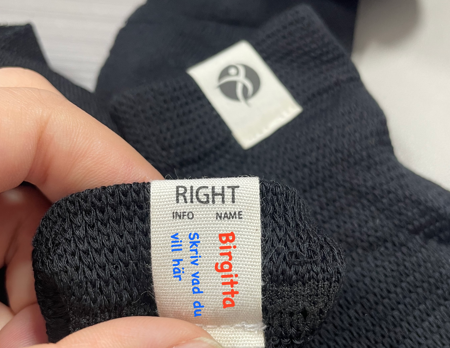 RIGHT
INFO NAME
Birgitta
Skriv vad du
vill här